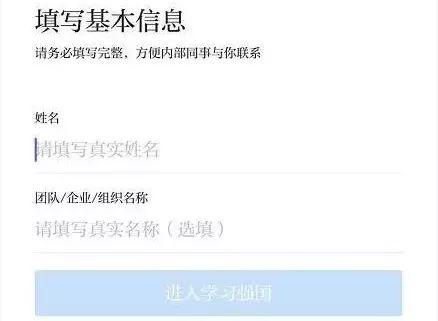 填写基本信息
请务必填写完整，方便内部同事与你联系
姓名
请填写真实姓名
团队/企业/组织名称
请填写真实名称（选填）
进入学习强国